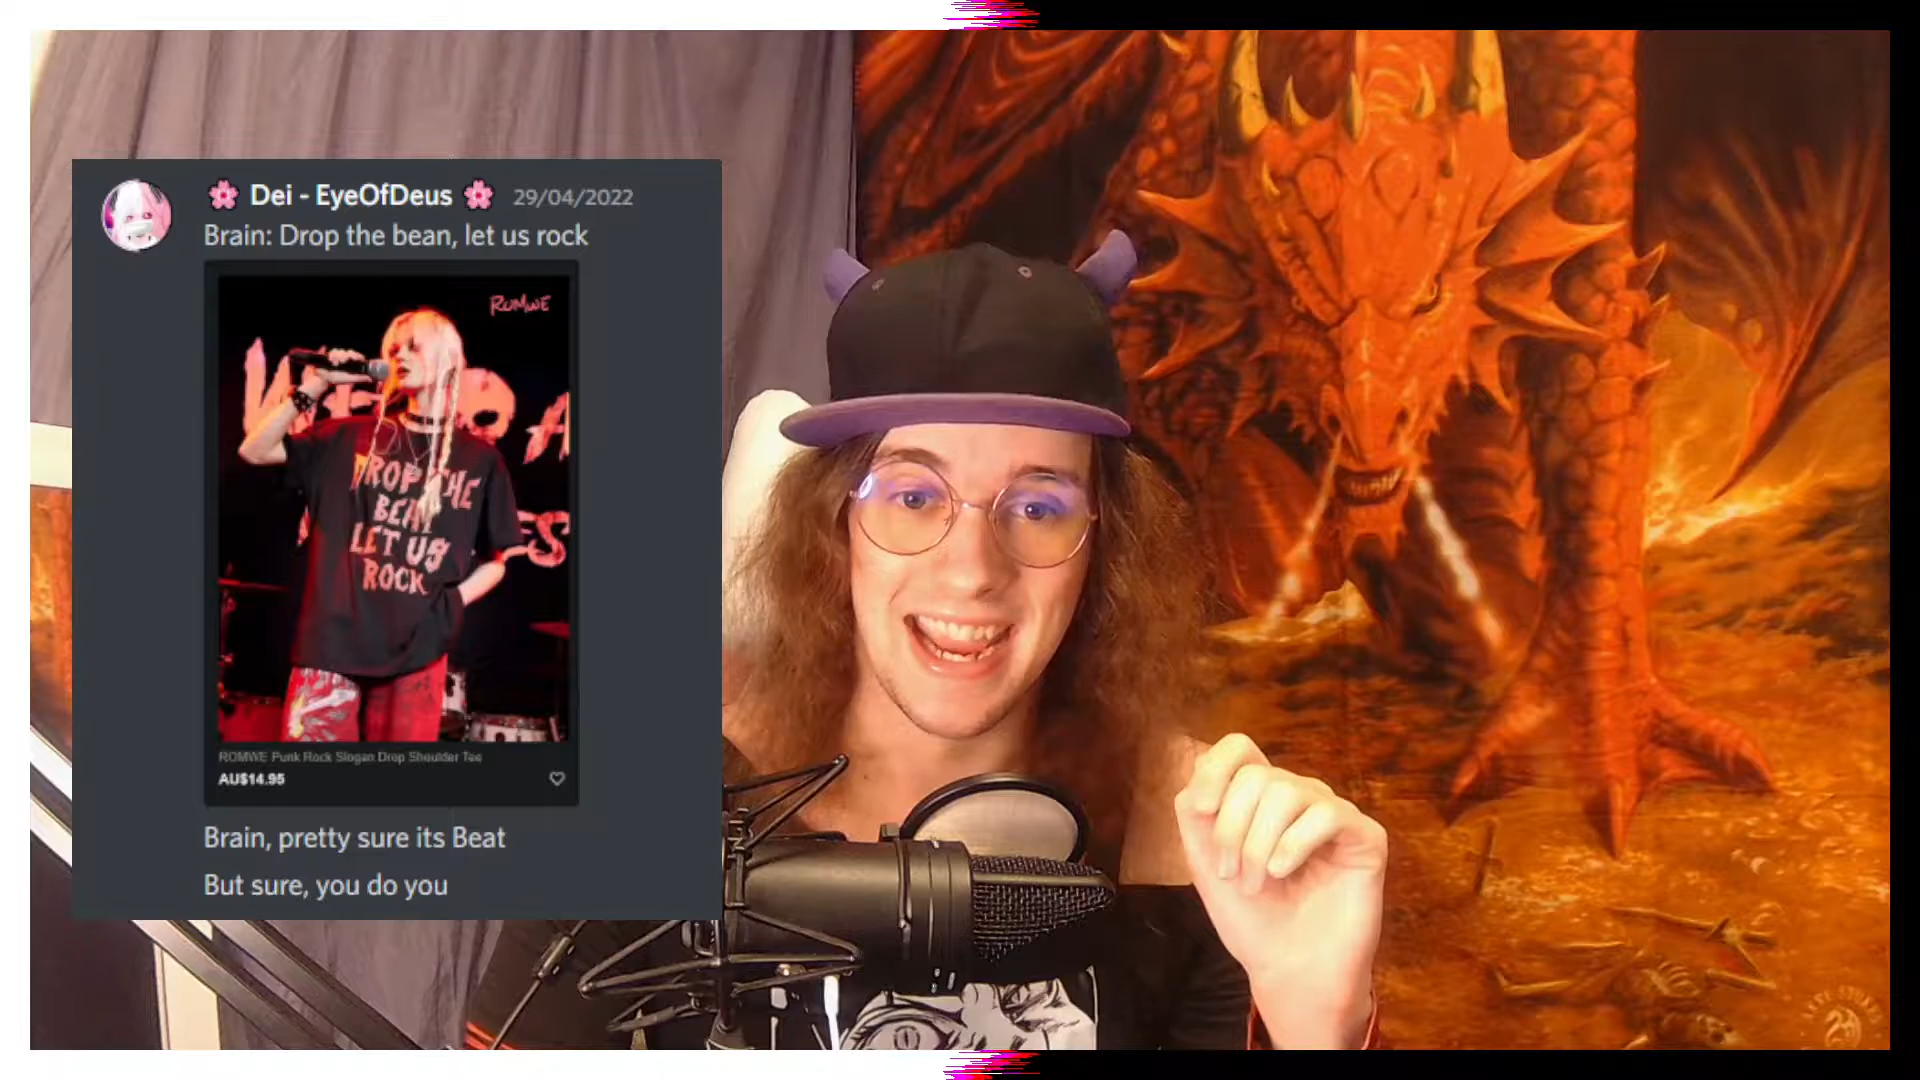 🌸 Dei - EyeOfDeus 🌸 29/04/2022
Brain: Drop the bean, let us rock
ROMWE
DROP THE
BEAT
LET US
ROCK
ROMWE Punk Rock Slogan Drop Shoulder Tee
AU$14.95
Brain, pretty sure its Beat
But sure, you do you